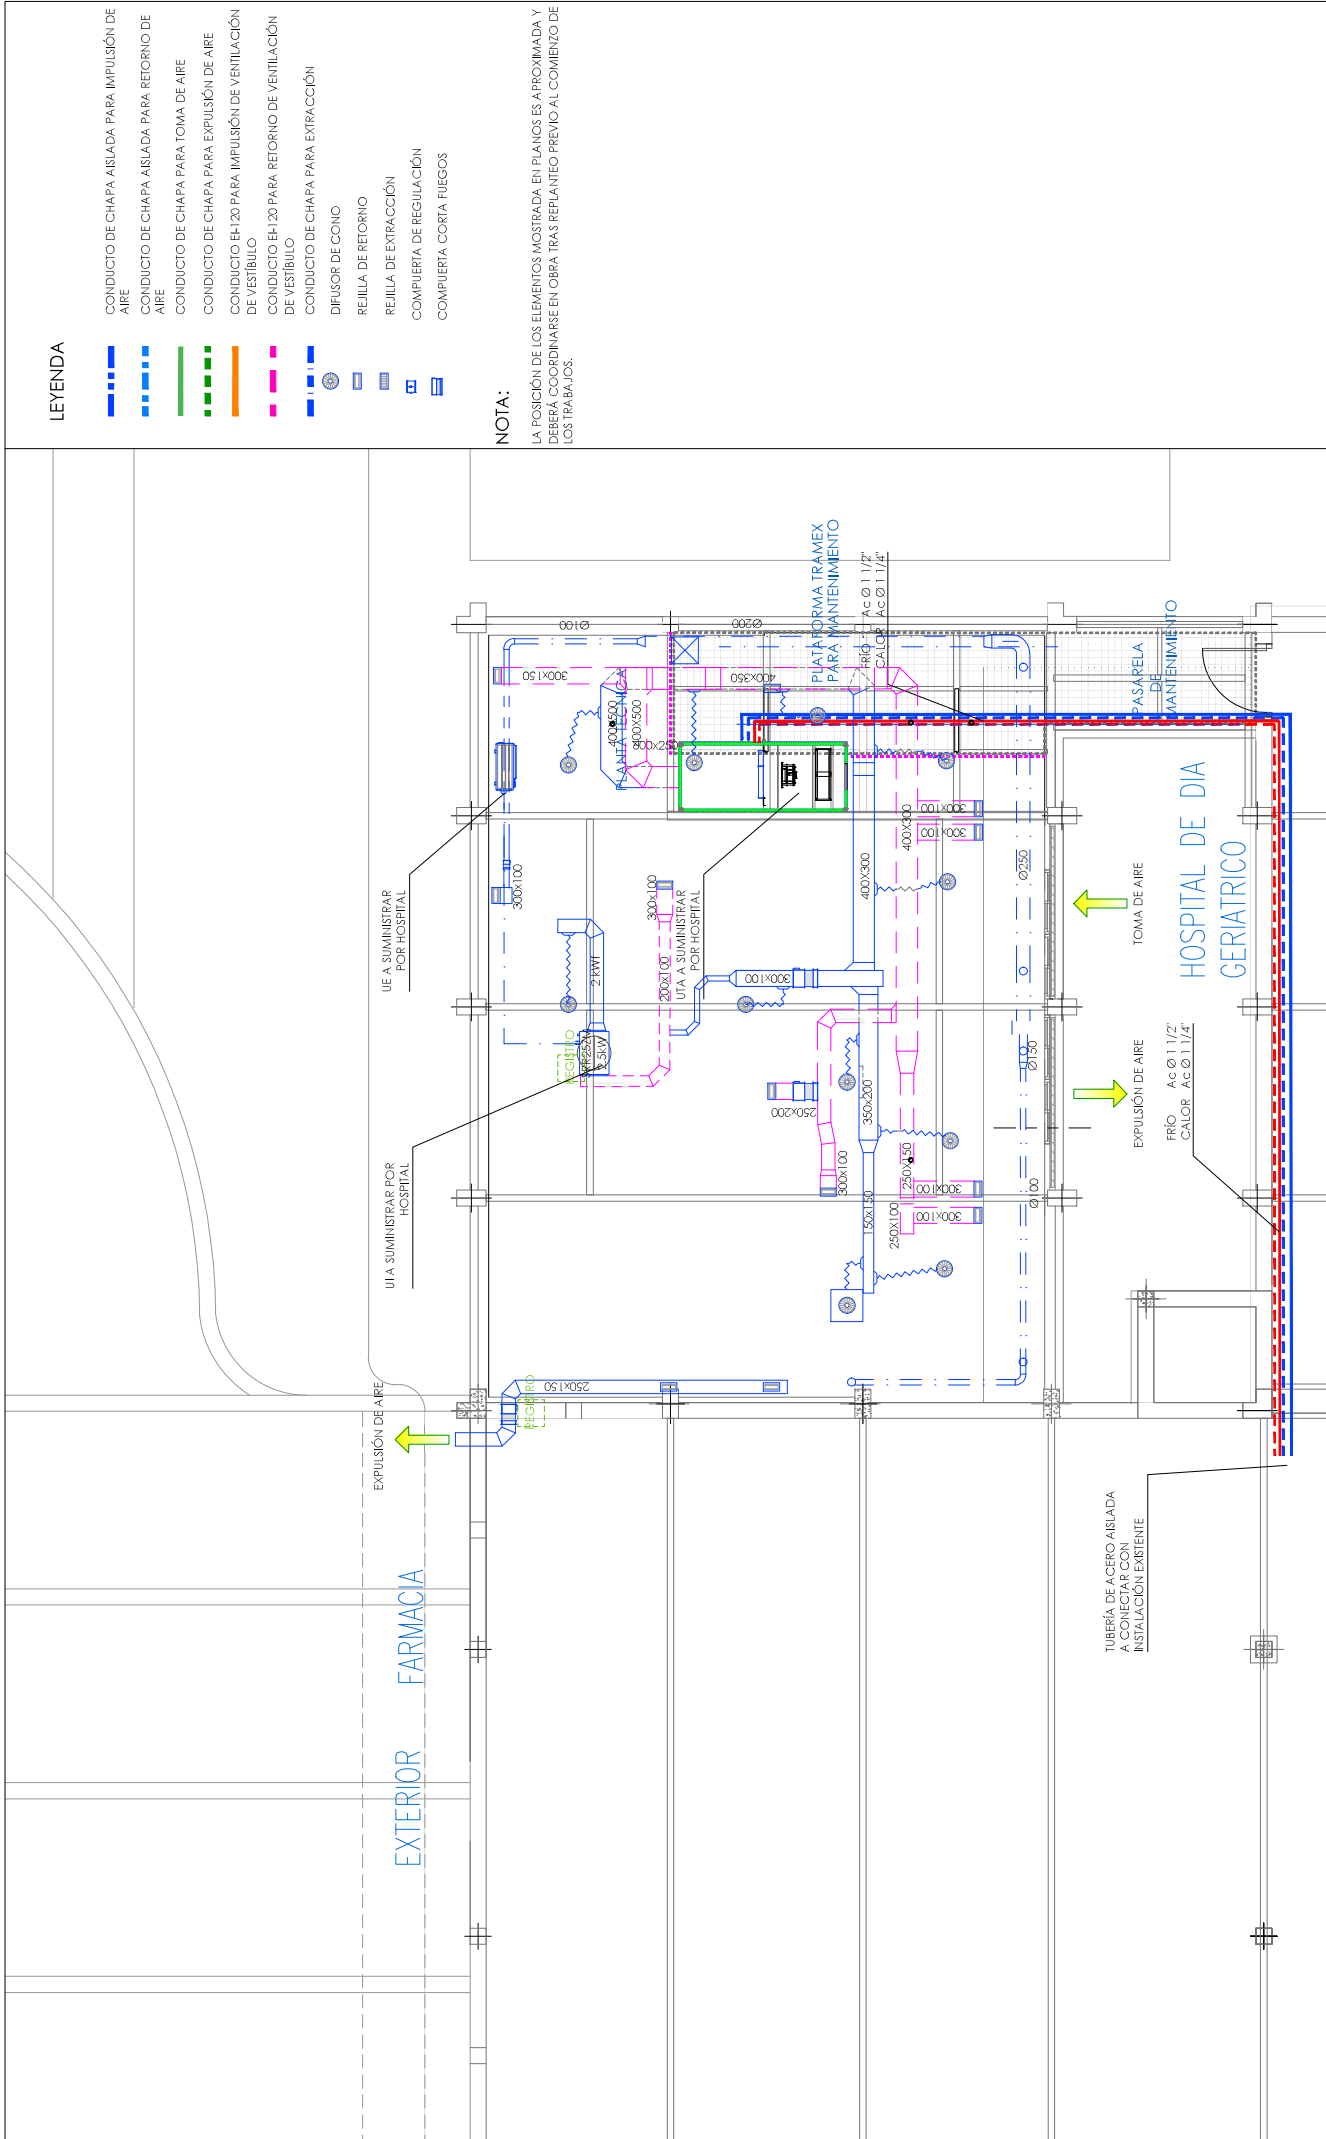 LEYENDA
CONDUCTO DE CHAPA AISLADA PARA IMPULSIÓN DE
AIRE
CONDUCTO DE CHAPA AISLADA PARA RETORNO DE
AIRE
CONDUCTO DE CHAPA PARA TOMA DE AIRE
CONDUCTO DE CHAPA PARA EXPULSIÓN DE AIRE
CONDUCTO EI-120 PARA IMPULSIÓN DE VENTILACIÓN
DE VESTÍBULO
CONDUCTO EI-120 PARA RETORNO DE VENTILACIÓN
DE VESTÍBULO
CONDUCTO DE CHAPA PARA EXTRACCIÓN
DIFUSOR DE CONO
REJILLA DE RETORNO
REJILLA DE EXTRACCIÓN
COMPUERTA DE REGULACIÓN
COMPUERTA CORTA FUEGOS
NOTA:
LA POSICIÓN DE LOS ELEMENTOS MOSTRADA EN PLANOS ES APROXIMADA Y
DEBERÁ COORDINARSE EN OBRA TRAS REPLANTEO PREVIO AL COMIENZO DE
LOS TRABAJOS.
EXTERIOR FARMACIA
EXPULSIÓN DE AIRE
UI A SUMINISTRAR POR
HOSPITAL
UE A SUMINISTRAR
POR HOSPITAL
REGISTRO
250x150
300x100
300x150
Ø100
REGISTRO
2.5kW
2 kWf
PLANTA TECNICA
400x500
400X500
200x100
300x100
UTA A SUMINISTRAR
POR HOSPITAL
400x350
Ø200
300x100
250x200
300x100
PLATAFORMA TRAMEX
PARA MANTENIMIENTO
FRÍO Ac Ø 1 1/2"
CALOR Ac Ø 1 1/4"
150x150
350x200
400X300
250X100
250X150
400X300
300x100
300x100
300x100
300x100
Ø100
Ø150
Ø250
PASARELA
DE
MANTENIMIENTO
EXPULSIÓN DE AIRE
TOMA DE AIRE
FRÍO Ac Ø 1 1/2"
CALOR Ac Ø 1 1/4"
HOSPITAL DE DIA
GERIATRICO
TUBERÍA DE ACERO AISLADA
A CONECTAR CON
INSTALACIÓN EXISTENTE